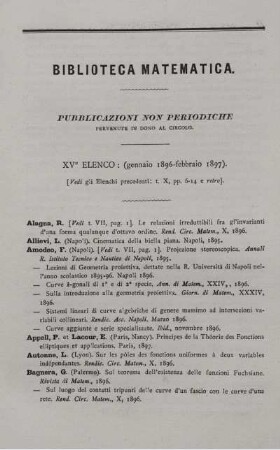 BIBLIOTECA MATEMATICA.
PUBBLICAZIONI NON PERIODICHE
PERVENUTE IN DONO AL CIRCOLO.
XVº ELENCO: (gennaio 1896-febbraio 1897).
[Vedi gli Elenchi precedenti: t. X, pp. 6-14 e retro].
Alagna, R. [Vedi t. VII, pag. 1]. Le relazioni irreduttibili fra gl'invarianti
d'una forma qualunque d'ottavo ordine. Rend. Circ. Matem., X, 1896.
Allievi, L. (Napoli). Cinematica della biella piana. Napoli, 1895.
Amodeo, F. (Napoli). [Vedi t. VII, pag. 1]. Projezione stereoscopica. Annali
R. Istituto Tecnico e Nautico di Napoli, 1895.
— Lezioni di Geometria projettiva, dettate nella R. Università di Napoli nel-
l'anno scolastico 1895-96. Napoli, 1896.
— Curve k-gonali di 1ª e di 2ª specie, Ann. di Matem., XXIV, 1896.
— Sulla introduzione alla geometria projettiva. Giorn. di Matem., XXXIV,
1896.
— Sistemi lineari di curve algebriche di genere massimo ad intersezioni va-
riabili collineari. Rendic. Acc. Napoli. Marzo 1896.
— Curve aggiunte e serie specializzate. Ibid., novembre 1896.
Appell, P. et Lacour, E. (Paris, Nancy). Principes de la Théorie des Fonctions
elliptiques et applications. Paris, 1897.
Autonne, L. (Lyon). Sur les pôles des fonctions uniformes à deux variables
indépendantes. Rendic. Circ. Matem., X, 1896.
Bagnera, G. (Palermo). Sul teorema dell'esistenza delle funzioni Fuchsiane.
Rivista di Matem., 1896.
— Sul luogo dei contatti tripunti delle curve d'un fascio con le curve d'una
rete. Rend. Circ. Matem., X, 1896.